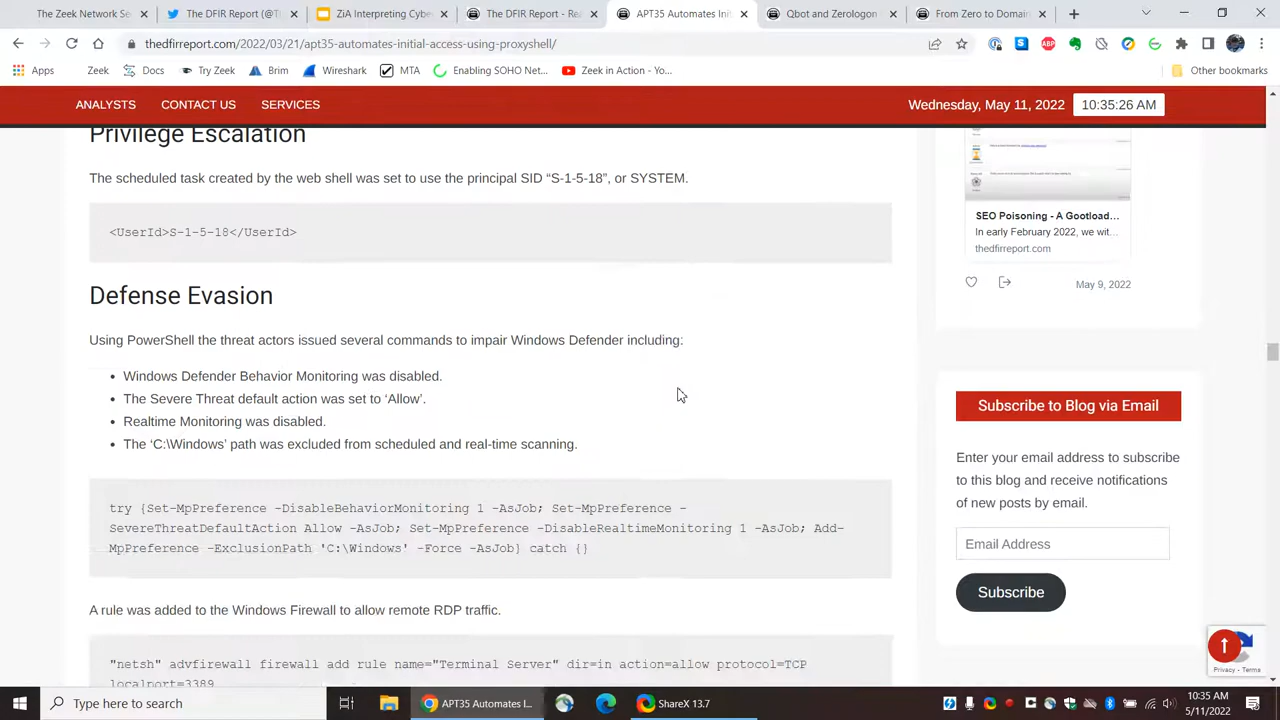 The Zeek Network Se
The DFIR Report (@T
ZiA Interpreting Cybe
The DFIR Report - Rea
APT35 Automates Init
Qbot and Zerologon
From Zero to Domain
thedfirreport.com/2022/03/21/apt35-automates-initial-access-using-proxyshell/
Apps
Zeek
Docs
Try Zeek
Brim
Wireshark
MTA
Enabling SOHO Net...
Zeek in Action - Yo...
Other bookmarks
ANALYSTS
CONTACT US
SERVICES
Wednesday, May 11, 2022
10:35:26 AM
Privilege Escalation
The scheduled task created by the web shell was set to use the principal SID “S-1-5-18”, or SYSTEM.
<UserId>S-1-5-18</UserId>
Defense Evasion
Using PowerShell the threat actors issued several commands to impair Windows Defender including:
• Windows Defender Behavior Monitoring was disabled.
• The Severe Threat default action was set to ‘Allow’.
• Realtime Monitoring was disabled.
• The ‘C:\Windows’ path was excluded from scheduled and real-time scanning.
try {Set-MpPreference -DisableBehaviorMonitoring 1 -AsJob; Set-MpPreference -
SevereThreatDefaultAction Allow -AsJob; Set-MpPreference -DisableRealtimeMonitoring 1 -AsJob; Add-
MpPreference -ExclusionPath 'C:\Windows' -Force -AsJob} catch {}
A rule was added to the Windows Firewall to allow remote RDP traffic.
"netsh" advfirewall firewall add rule name="Terminal Server" dir=in action=allow protocol=TCP
localport=3389
SEO Poisoning - A Gootload...
In early February 2022, we wit...
thedfirreport.com
May 9, 2022
Subscribe to Blog via Email
Enter your email address to subscribe
to this blog and receive notifications
of new posts by email.
Email Address
Subscribe
Privacy - Terms
Type here to search
APT35 Automates I...
ShareX 13.7
10:35 AM
5/11/2022